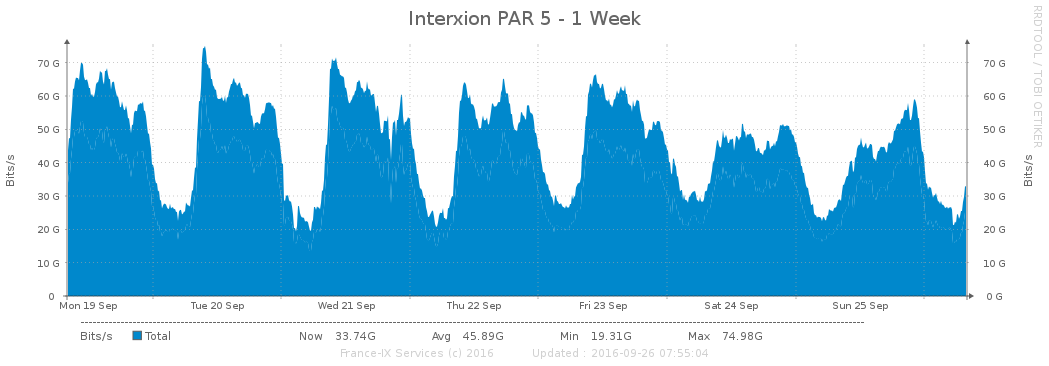 Interxion PAR 5 - 1 Week
RRDTOOL / TOBI OETIKER
Bits/s
70 G 70 G
60 G 60 G
50 G 50 G
40 G 40 G
30 G 30 G
20 G 20 G
10 G 10 G
0 0 G
Bits/s
Mon 19 Sep Tue 20 Sep Wed 21 Sep Thu 22 Sep Fri 23 Sep Sat 24 Sep Sun 25 Sep
Bits/s Total Now 33.74G Avg 45.89G Min 19.31G Max 74.98G
France-IX Services (c) 2016 Updated : 2016-09-26 07:55:04